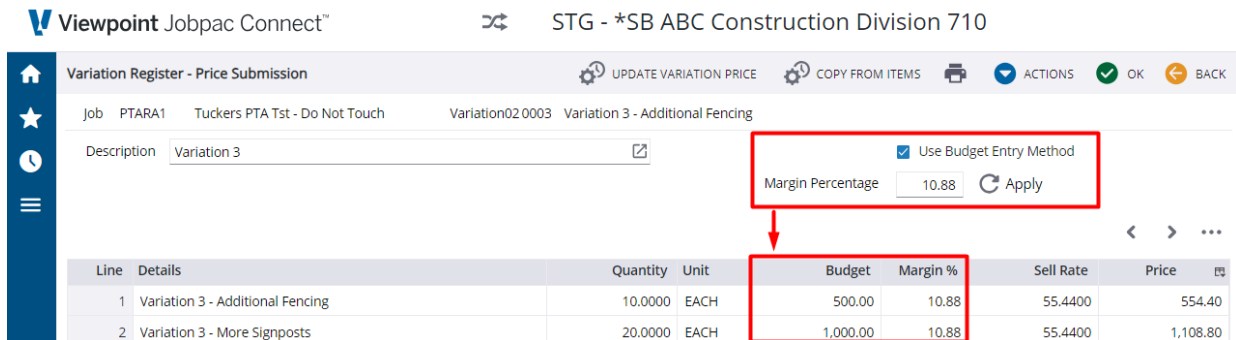 Viewpoint Jobpac Connect™ STG - *SB ABC Construction Division 710
Variation Register - Price Submission UPDATE VARIATION PRICE COPY FROM ITEMS ACTIONS OK BACK
Job PTARA1 Tuckers PTA Tst - Do Not Touch Variation02 0003 Variation 3 - Additional Fencing
Description Variation 3 Use Budget Entry Method
Margin Percentage 10.88 Apply
Line Details Quantity Unit Budget Margin % Sell Rate Price
1 Variation 3 - Additional Fencing 10.0000 EACH 500.00 10.88 55.4400 554.40
2 Variation 3 - More Signposts 20.0000 EACH 1,000.00 10.88 55.4400 1,108.80